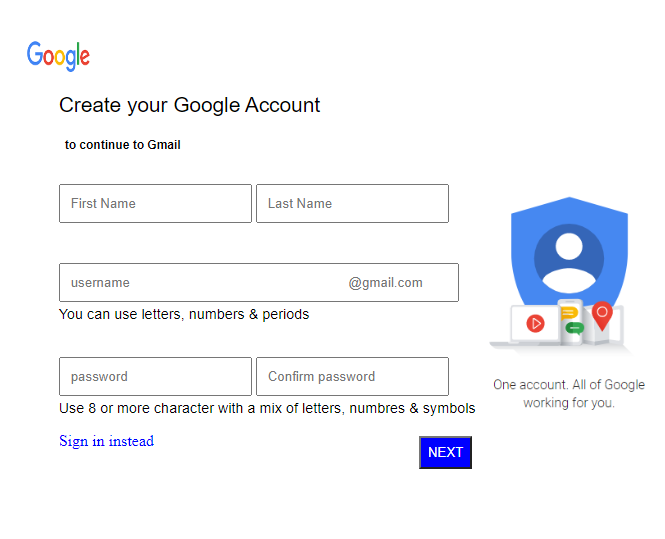 Google
Create your Google Account
to continue to Gmail
First Name Last Name
username @gmail.com
You can use letters, numbers & periods
password Confirm password
Use 8 or more character with a mix of letters, numbres & symbols
Sign in instead NEXT
One account. All of Google
working for you.